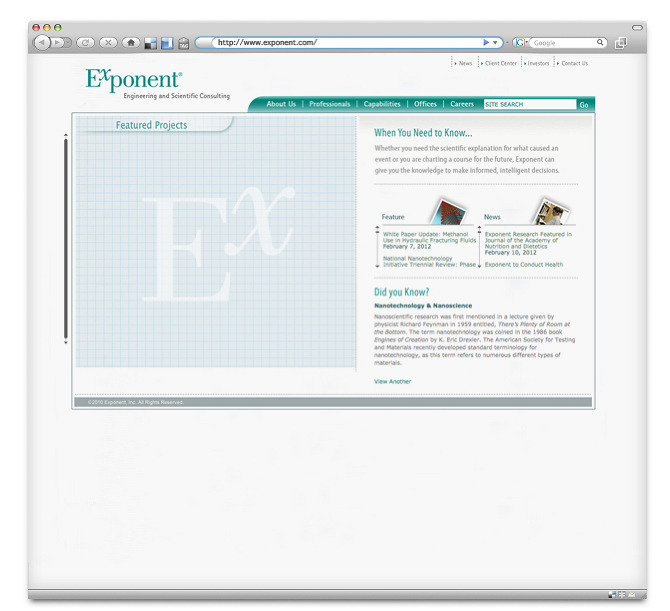 http://www.exponent.com/
Google
News
Client Center
Investors
Contact Us
Exponent®
Engineering and Scientific Consulting
About Us | Professionals | Capabilities | Offices | Careers
SITE SEARCH
Go
Featured Projects
Ex
When You Need to Know...
Whether you need the scientific explanation for what caused an
event or you are charting a course for the future, Exponent can
give you the knowledge to make informed, intelligent decisions.
Feature
White Paper Update: Methanol
Use in Hydraulic Fracturing Fluids
February 7, 2012
National Nanotechnology
Initiative Triennial Review: Phase
News
Exponent Research Featured in
Journal of the Academy of
Nutrition and Dietetics
February 10, 2012
Exponent to Conduct Health
Did you Know?
Nanotechnology & Nanoscience
Nanoscientific research was first mentioned in a lecture given by
physicist Richard Feynman in 1959 entitled, There's Plenty of Room at
the Bottom. The term nanotechnology was coined in the 1986 book
Engines of Creation by K. Eric Drexler. The American Society for Testing
and Materials recently developed standard terminology for
nanotechnology, as this term refers to numerous different types of
materials.
View Another
©2010 Exponent, Inc. All Rights Reserved